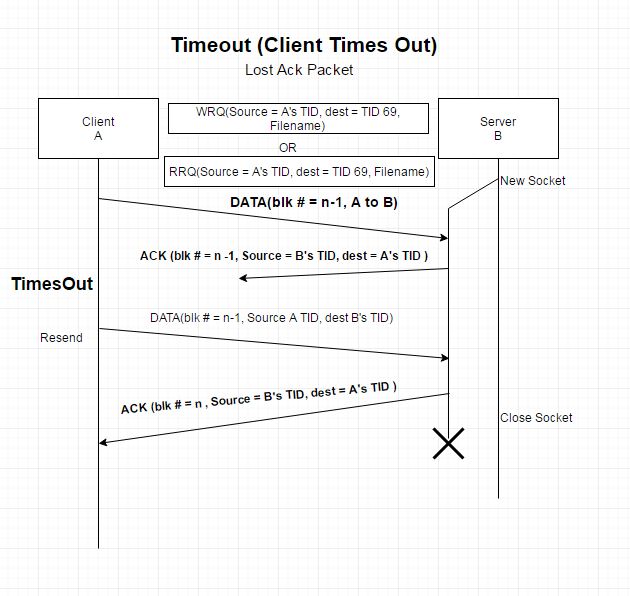 Timeout (Client Times Out)
Lost Ack Packet
Client
A
WRQ(Source = A's TID, dest = TID 69,
Filename)
Server
B
OR
RRQ(Source = A's TID, dest = TID 69, Filename)
New Socket
DATA(blk # = n-1, A to B)
ACK (blk # = n -1, Source = B's TID, dest = A's TID )
TimesOut
DATA(blk # = n-1, Source A TID, dest B's TID)
Resend
ACK (blk # = n , Source = B's TID, dest = A's TID )
Close Socket